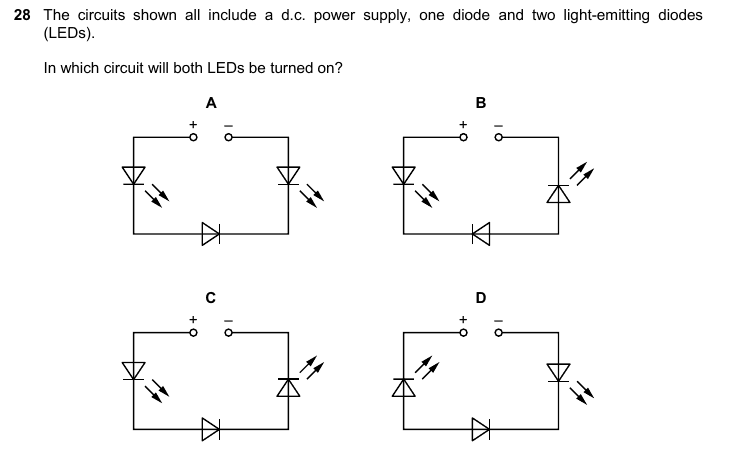 28 The circuits shown all include a d.c. power supply, one diode and two light-emitting diodes
(LEDs).
In which circuit will both LEDs be turned on?
A B
+ – + –
C D
+ – + –